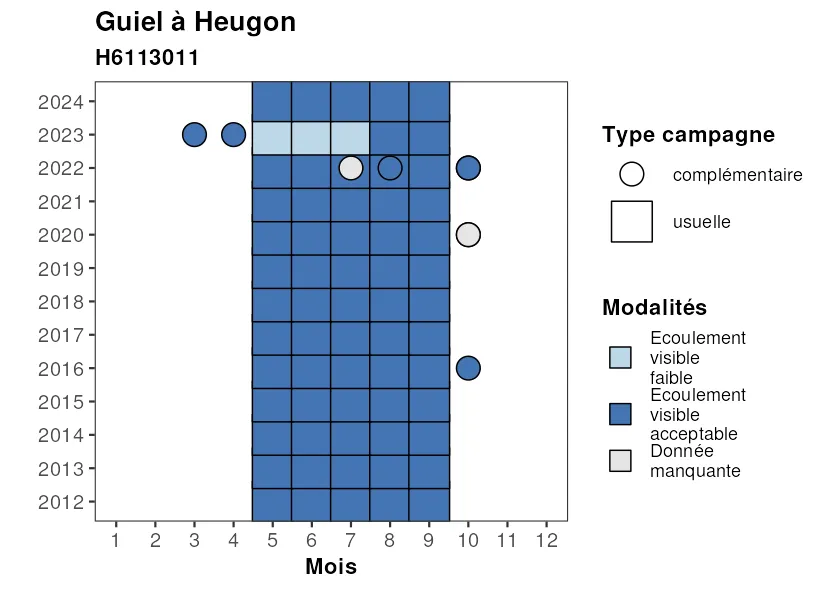 Guiel à Heugon
H6113011
2024
2023
2022
2021
2020
2019
2018
2017
2016
2015
2014
2013
2012
1 2 3 4 5 6 7 8 9 10 11 12
Mois
Type campagne
complémentaire
usuelle
Modalités
Ecoulement
visible
faible
Ecoulement
visible
acceptable
Donnée
manquante